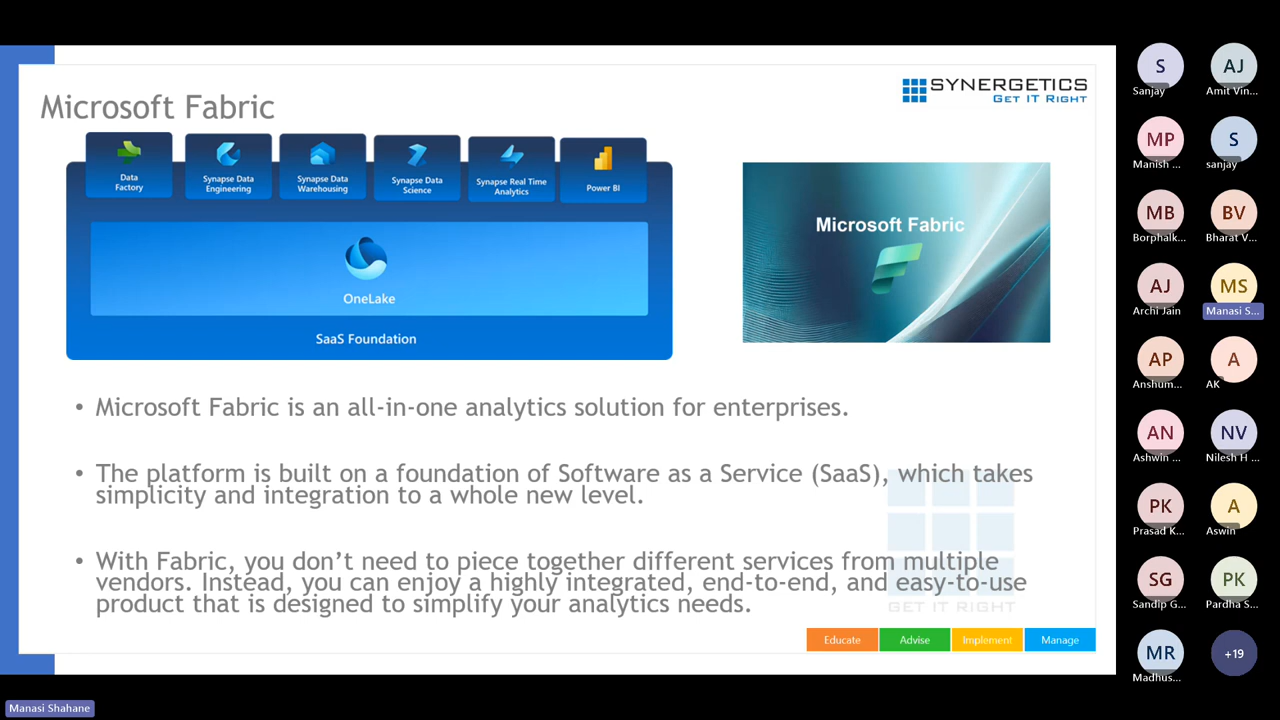 Microsoft Fabric
SYNERGETICS
GET IT RIGHT
Data
Factory
Synapse Data
Engineering
Synapse Data
Warehousing
Synapse Data
Science
Synapse Real Time
Analytics
Power BI
OneLake
SaaS Foundation
Microsoft Fabric
• Microsoft Fabric is an all-in-one analytics solution for enterprises.
• The platform is built on a foundation of Software as a Service (SaaS), which takes
simplicity and integration to a whole new level.
• With Fabric, you don’t need to piece together different services from multiple
vendors. Instead, you can enjoy a highly integrated, end-to-end, and easy-to-use
product that is designed to simplify your analytics needs.
GET IT RIGHT
Educate Advise Implement Manage
S AJ
Sanjay Amit Vin...
MP S
Manish ... sanjay
MB BV
Borphalk... Bharat V...
AJ MS
Archi Jain Manasi S...
AP A
Anshum... AK
AN NV
Ashwin ... Nilesh H ...
PK A
Prasad K... Aswin
SG PK
Sandip G... Pardha S...
MR +19
Madhus...
Manasi Shahane